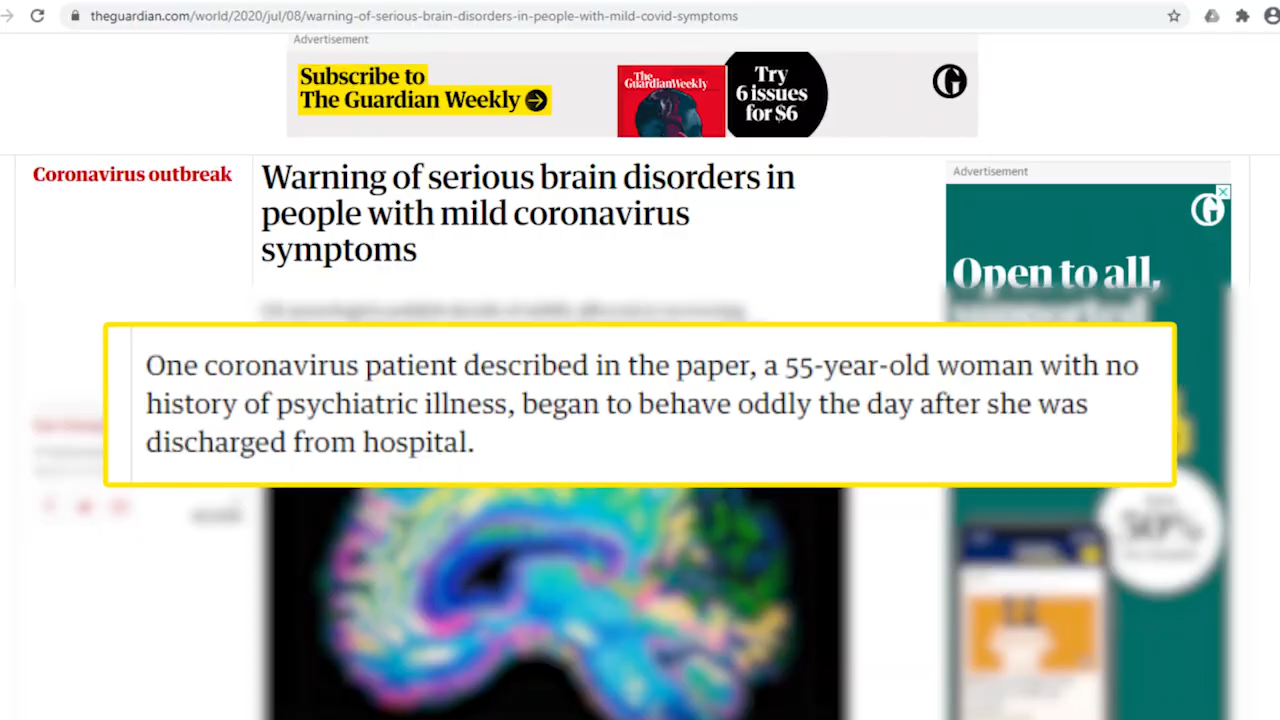 theguardian.com/world/2020/jul/08/warning-of-serious-brain-disorders-in-people-with-mild-covid-symptoms
Advertisement
Subscribe to
The Guardian Weekly
The
Guardian Weekly
Try
6 issues
for $6
G
Coronavirus outbreak
Warning of serious brain disorders in
people with mild coronavirus
symptoms
Advertisement
G
Open to all,
One coronavirus patient described in the paper, a 55-year-old woman with no
history of psychiatric illness, began to behave oddly the day after she was
discharged from hospital.
50%